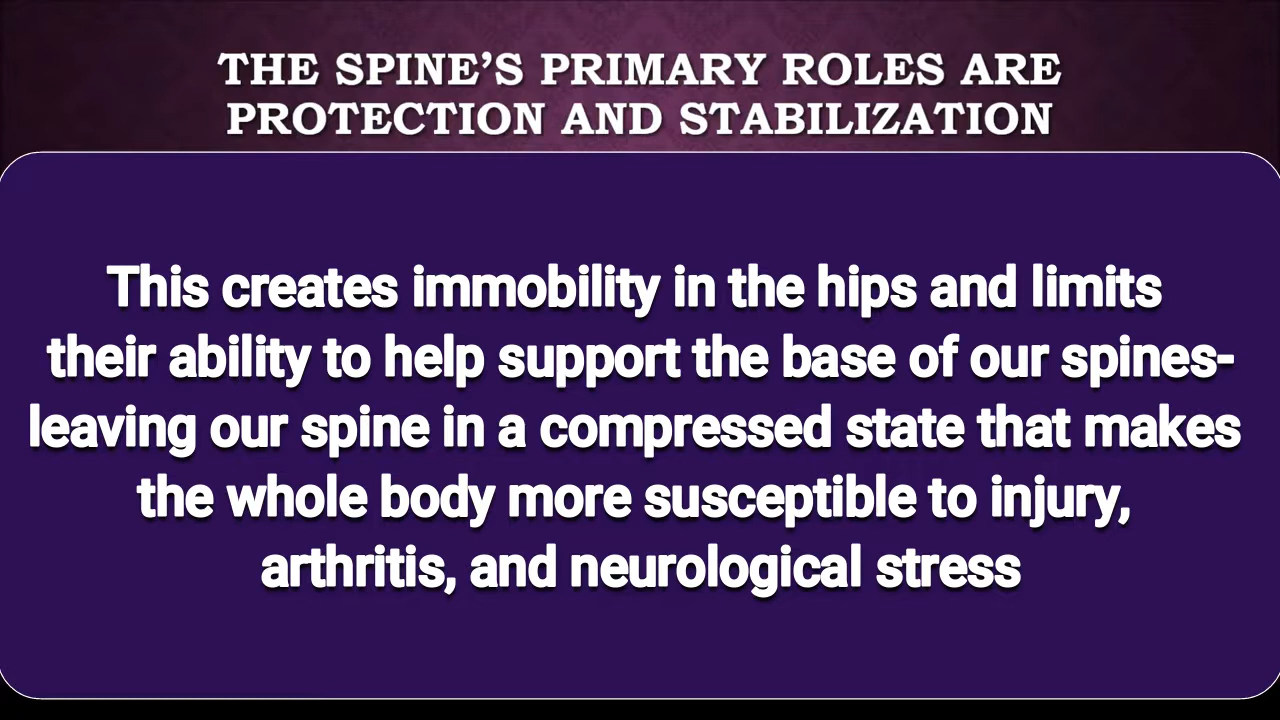 THE SPINE’S PRIMARY ROLES ARE
PROTECTION AND STABILIZATION
This creates immobility in the hips and limits
their ability to help support the base of our spines-
leaving our spine in a compressed state that makes
the whole body more susceptible to injury,
arthritis, and neurological stress